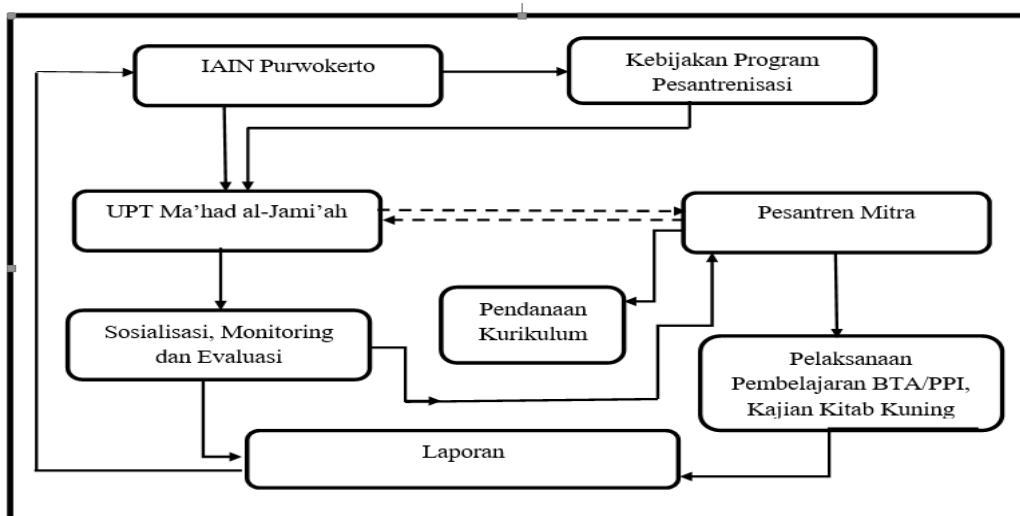 IAIN Purwokerto
Kebijakan Program
Pesantrenisasi
UPT Ma’had al-Jami’ah
Pesantren Mitra
Pendanaan
Kurikulum
Sosialisasi, Monitoring
dan Evaluasi
Pelaksanaan
Pembelajaran BTA/PPI,
Kajian Kitab Kuning
Laporan